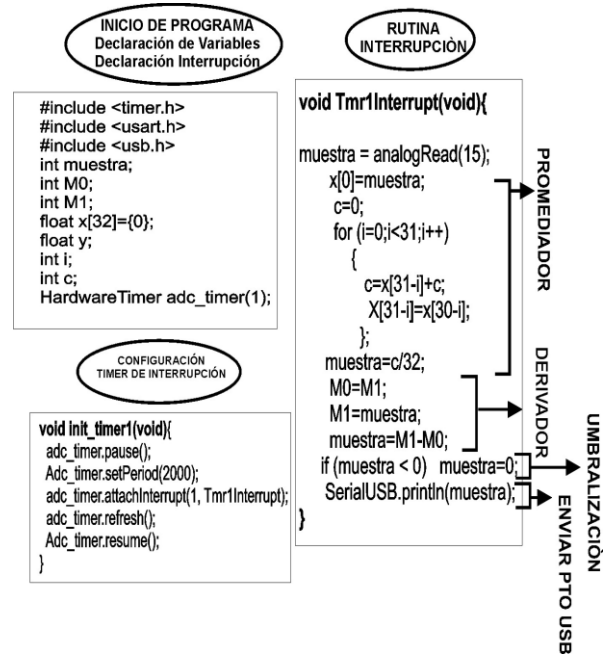 INICIO DE PROGRAMA
Declaración de Variables
Declaración Interrupción
#include <timer.h>
#include <usart.h>
#include <usb.h>
int muestra;
int M0;
int M1;
float x[32]={0};
float y;
int i;
int c;
HardwareTimer adc_timer(1);
CONFIGURACIÓN
TIMER DE INTERRUPCIÓN
void init_timer1(void){
adc_timer.pause();
Adc_timer.setPeriod(2000);
adc_timer.attachInterrupt(1, Tmr1Interrupt);
adc_timer.refresh();
Adc_timer.resume();
}
RUTINA
INTERRUPCIÒN
void Tmr1Interrupt(void){
muestra = analogRead(15);
x[0]=muestra;
c=0;
for (i=0;i<31;i++)
{
c=x[31-i]+c;
X[31-i]=x[30-i];
};
muestra=c/32;
M0=M1;
M1=muestra;
muestra=M1-M0;
if (muestra < 0) muestra=0;
SerialUSB.println(muestra);
}
PROMEDIADOR
DERIVADOR
UMBRALIZACIÓN
ENVIAR PTO USB